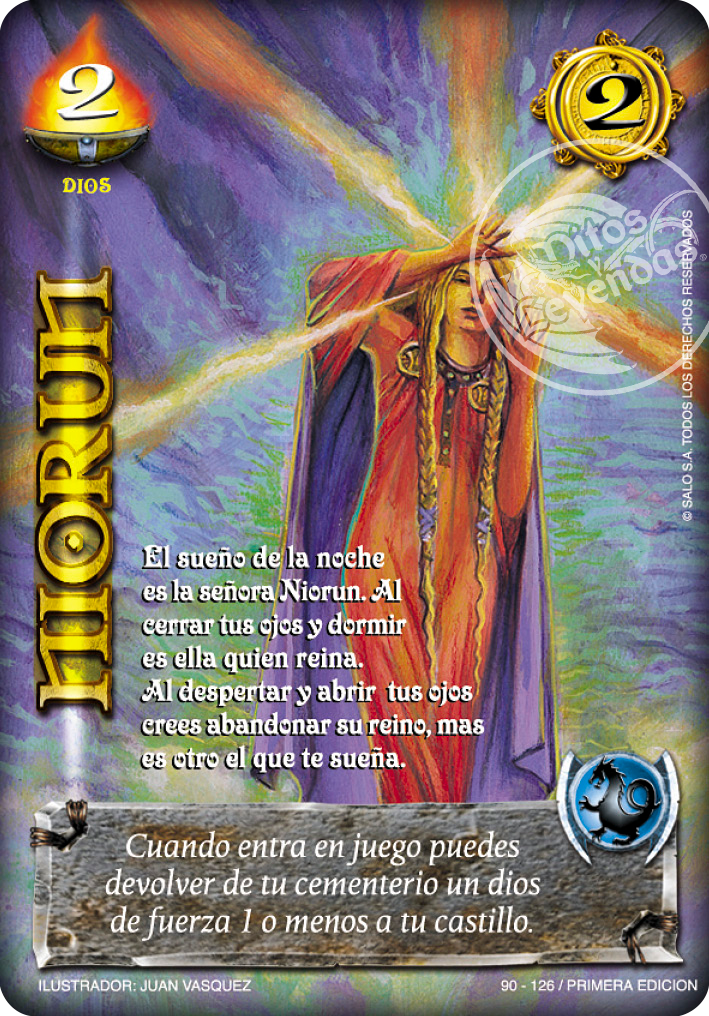 2
2
DIOS
NIORUN
Mitos
y
Leyendas
®
© SALO S.A. TODOS LOS DERECHOS RESERVADOS
El sueño de la noche
es la señora Niorun. Al
cerrar tus ojos y dormir
es ella quien reina.
Al despertar y abrir tus ojos
crees abandonar su reino, mas
es otro el que te sueña.
Cuando entra en juego puedes
devolver de tu cementerio un dios
de fuerza 1 o menos a tu castillo.
ILUSTRADOR: JUAN VASQUEZ
90 - 126 / PRIMERA EDICION